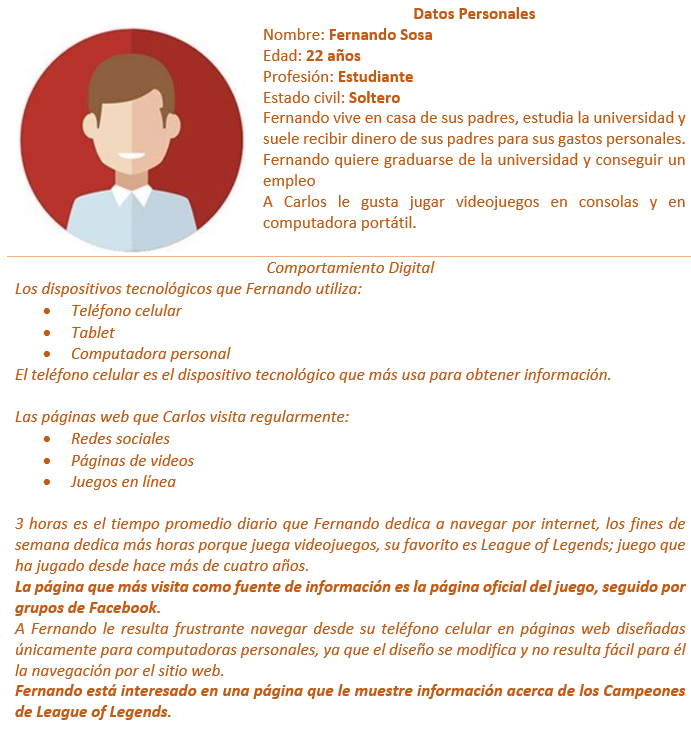 Datos Personales
Nombre: Fernando Sosa
Edad: 22 años
Profesión: Estudiante
Estado civil: Soltero
Fernando vive en casa de sus padres, estudia la universidad y
suele recibir dinero de sus padres para sus gastos personales.
Fernando quiere graduarse de la universidad y conseguir un
empleo
A Carlos le gusta jugar videojuegos en consolas y en
computadora portátil.
Comportamiento Digital
Los dispositivos tecnológicos que Fernando utiliza:
• Teléfono celular
• Tablet
• Computadora personal
El teléfono celular es el dispositivo tecnológico que más usa para obtener información.
Las páginas web que Carlos visita regularmente:
• Redes sociales
• Páginas de videos
• Juegos en línea
3 horas es el tiempo promedio diario que Fernando dedica a navegar por internet, los fines de
semana dedica más horas porque juega videojuegos, su favorito es League of Legends; juego que
ha jugado desde hace más de cuatro años.
La página que más visita como fuente de información es la página oficial del juego, seguido por
grupos de Facebook.
A Fernando le resulta frustrante navegar desde su teléfono celular en páginas web diseñadas
únicamente para computadoras personales, ya que el diseño se modifica y no resulta fácil para él
la navegación por el sitio web.
Fernando está interesado en una página que le muestre información acerca de los Campeones
de League of Legends.